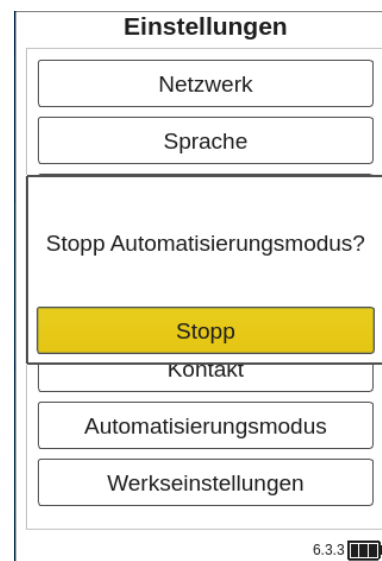 Einstellungen
Netzwerk
Sprache
Stopp Automatisierungsmodus?
Stopp
Kontakt
Automatisierungsmodus
Werkseinstellungen
6.3.3